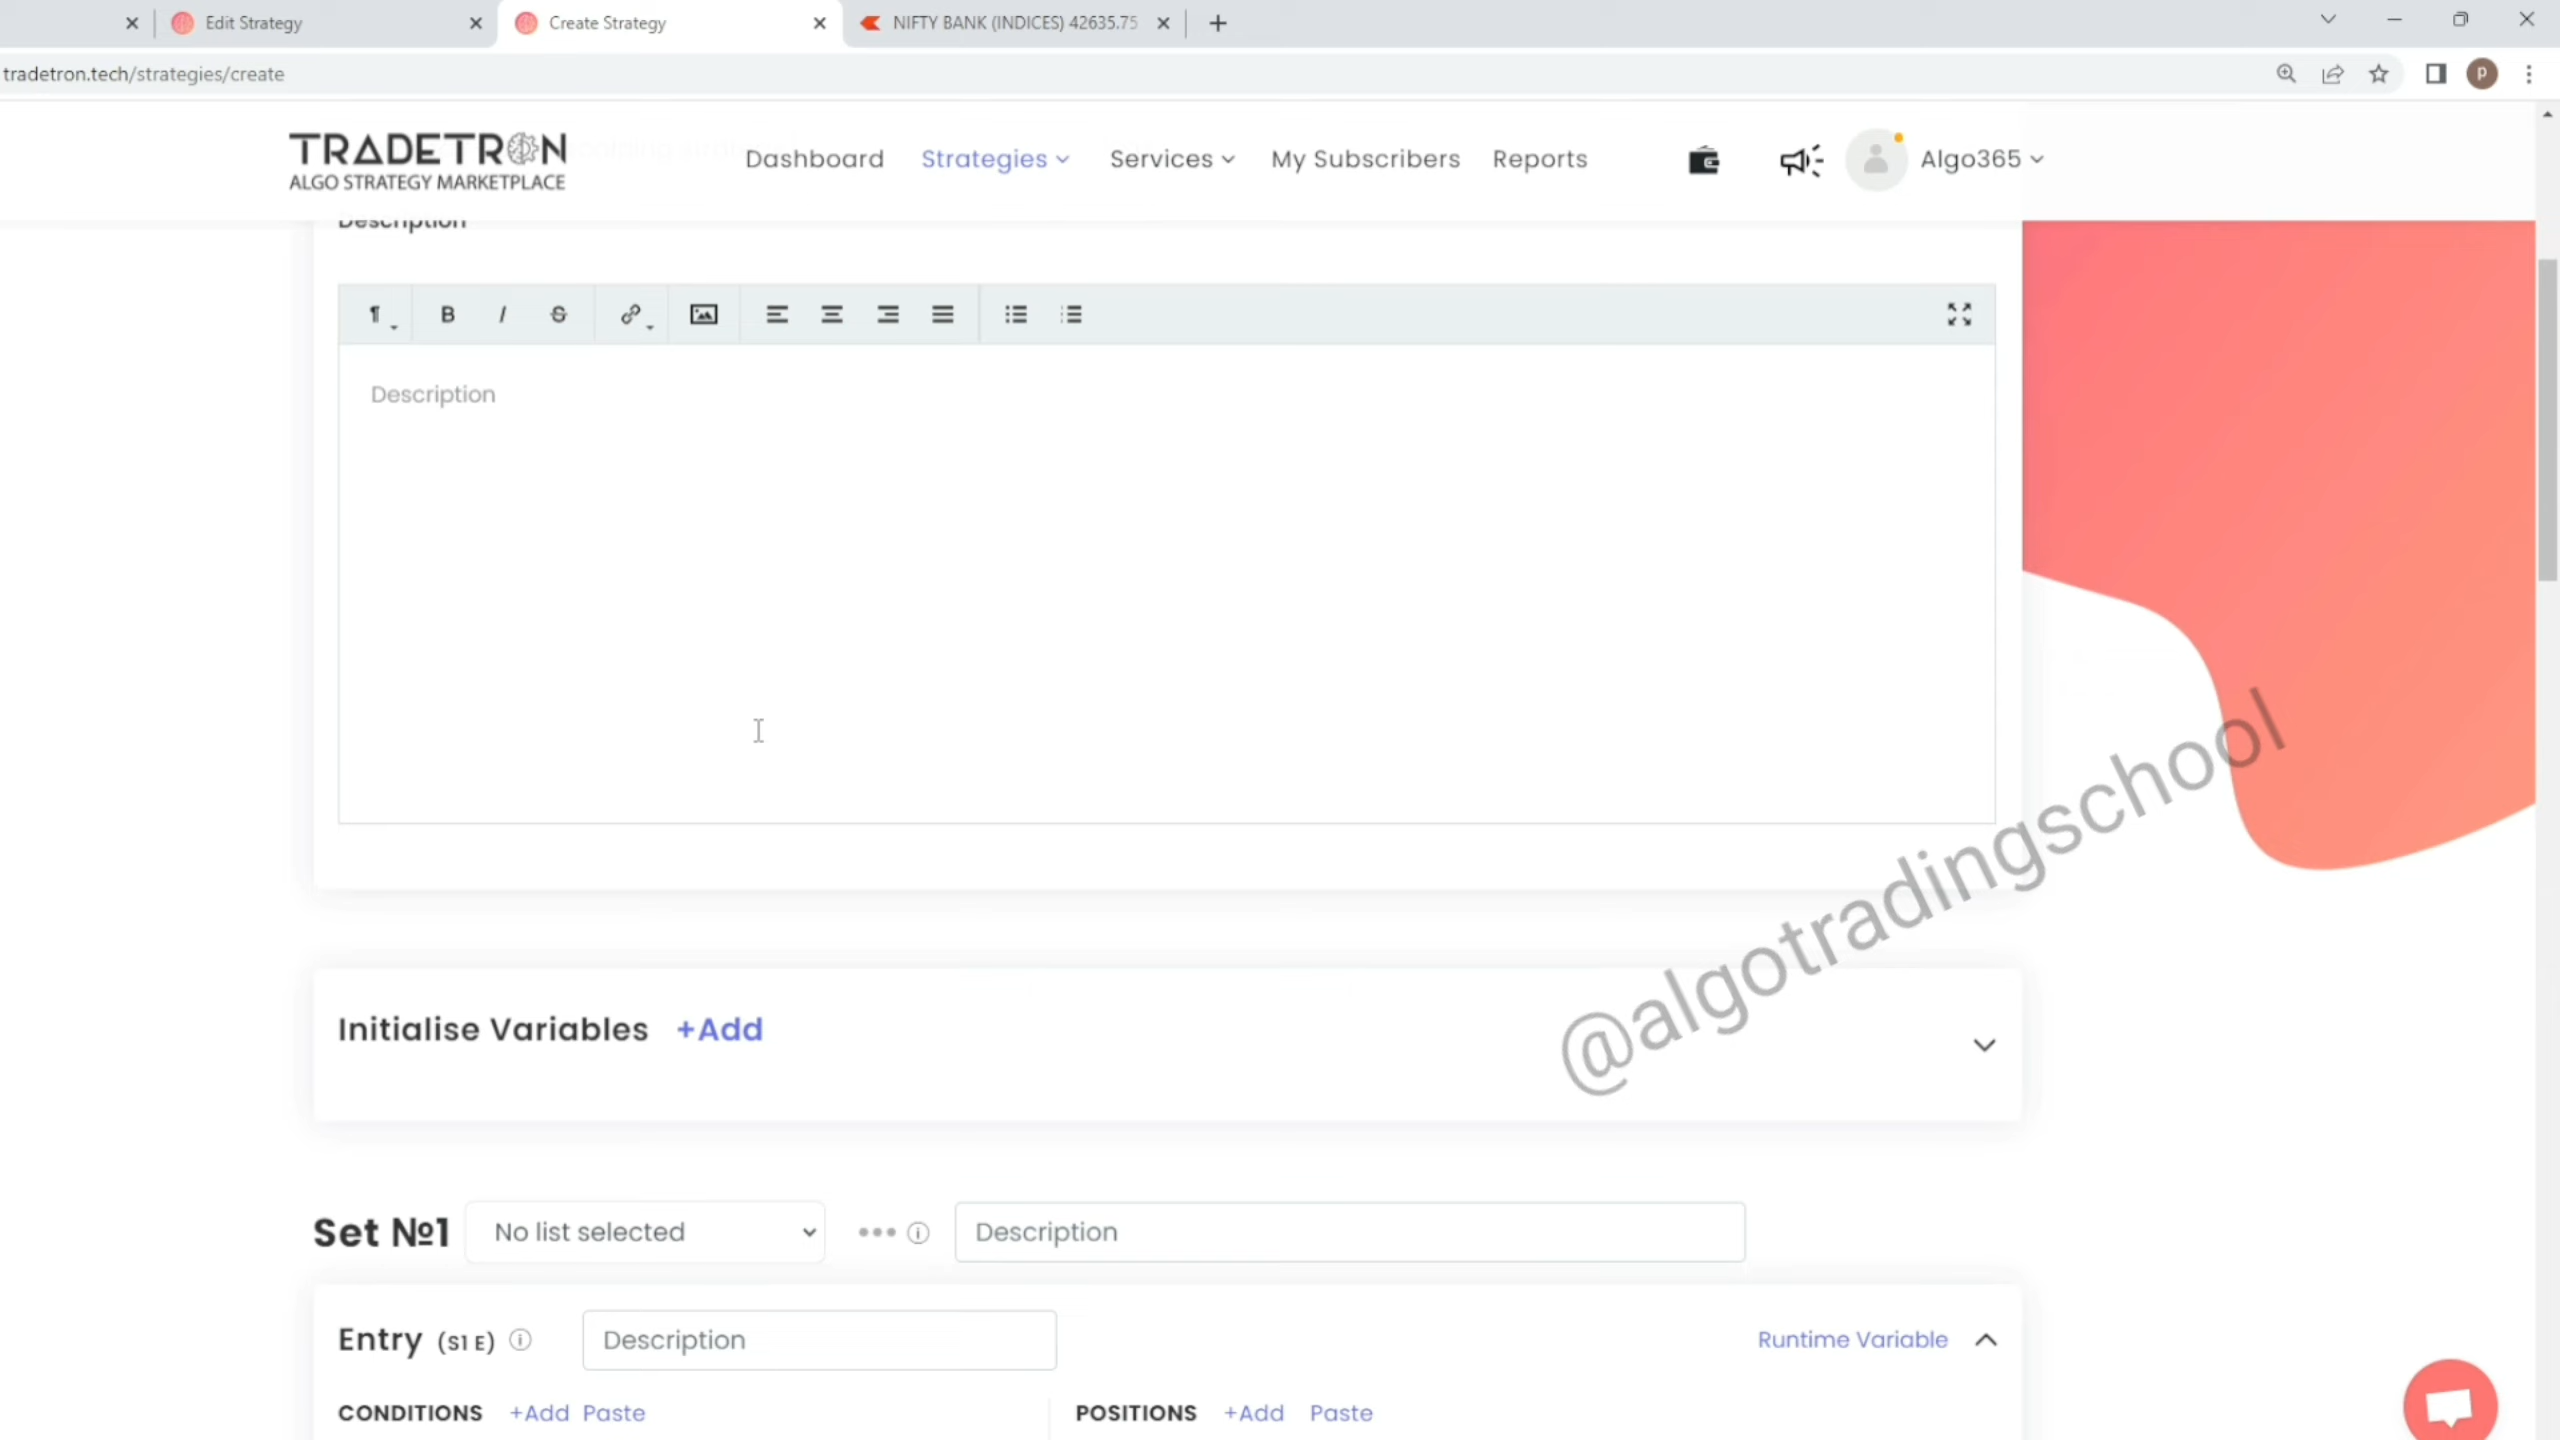 Edit Strategy
Create Strategy
NIFTY BANK (INDICES) 42635.75
tradetron.tech/strategies/create
p
TRADETRON
ALGO STRATEGY MARKETPLACE
Dashboard
Strategies
Services
My Subscribers
Reports
Algo365
Description
Description
@algotradingschool
Initialise Variables +Add
Set №1
No list selected
Description
Entry (S1 E)
Description
Runtime Variable
CONDITIONS +Add Paste
POSITIONS +Add Paste